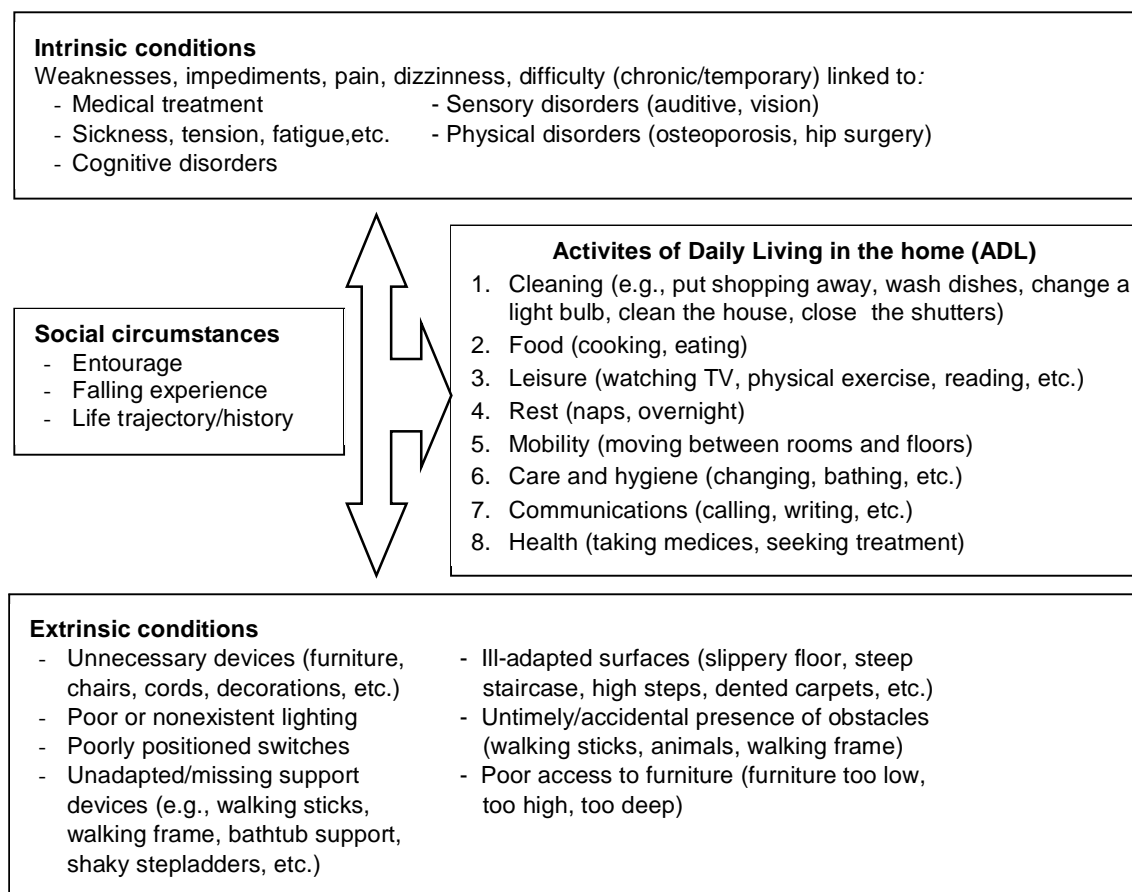 Intrinsic conditions
Weaknesses, impediments, pain, dizziness, difficulty (chronic/temporary) linked to:
- Medical treatment
- Sickness, tension, fatigue,etc.
- Cognitive disorders
- Sensory disorders (auditive, vision)
- Physical disorders (osteoporosis, hip surgery)
Social circumstances
- Entourage
- Falling experience
- Life trajectory/history
Activites of Daily Living in the home (ADL)
1. Cleaning (e.g., put shopping away, wash dishes, change a
light bulb, clean the house, close the shutters)
2. Food (cooking, eating)
3. Leisure (watching TV, physical exercise, reading, etc.)
4. Rest (naps, overnight)
5. Mobility (moving between rooms and floors)
6. Care and hygiene (changing, bathing, etc.)
7. Communications (calling, writing, etc.)
8. Health (taking medices, seeking treatment)
Extrinsic conditions
- Unnecessary devices (furniture,
chairs, cords, decorations, etc.)
- Poor or nonexistent lighting
- Poorly positioned switches
- Unadapted/missing support
devices (e.g., walking sticks,
walking frame, bathtub support,
shaky stepladders, etc.)
- Ill-adapted surfaces (slippery floor, steep
staircase, high steps, dented carpets, etc.)
- Untimely/accidental presence of obstacles
(walking sticks, animals, walking frame)
- Poor access to furniture (furniture too low,
too high, too deep)